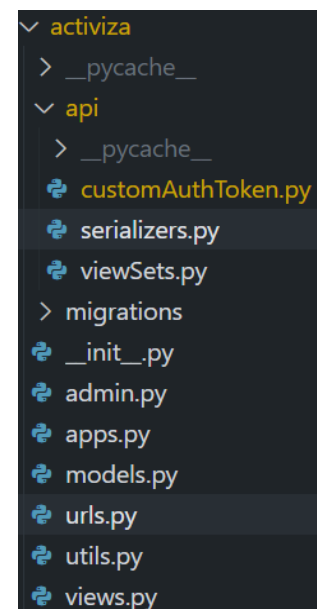 activiza
__pycache__
api
__pycache__
customAuthToken.py
serializers.py
viewSets.py
migrations
__init__.py
admin.py
apps.py
models.py
urls.py
utils.py
views.py